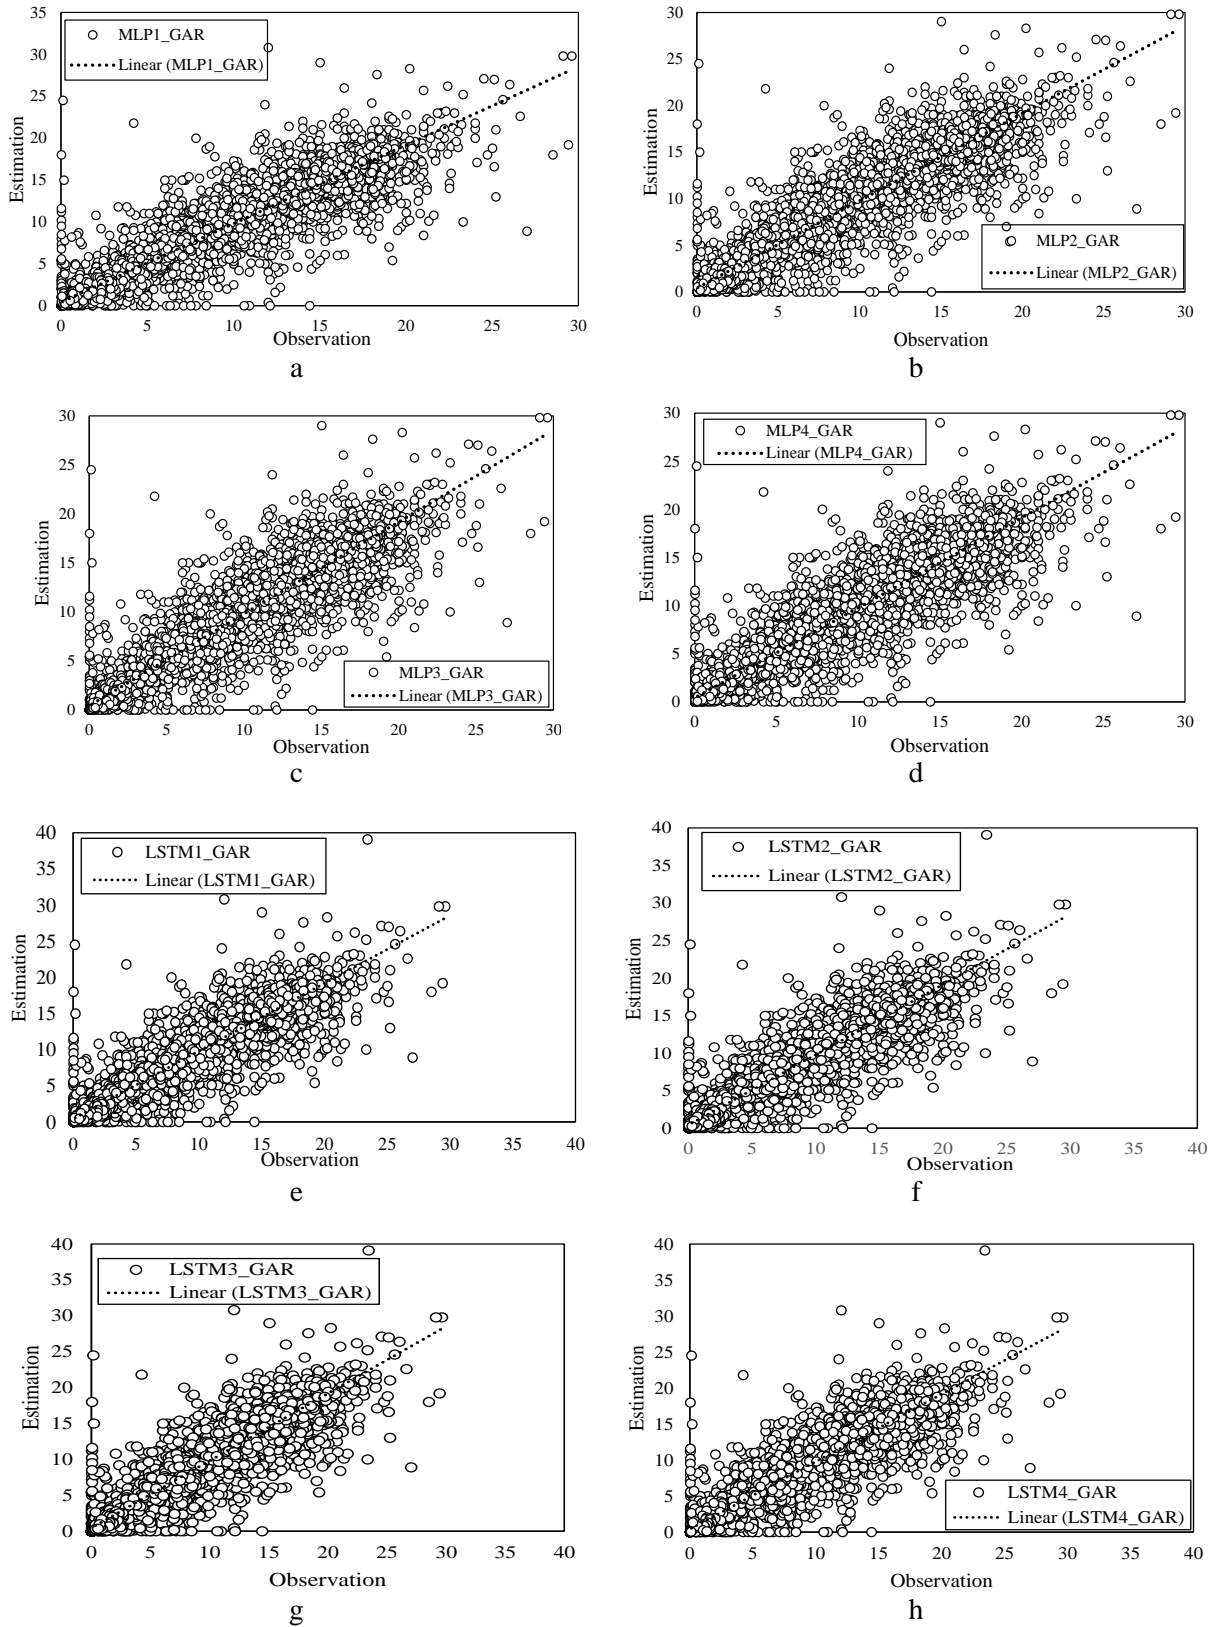 35
30
25
20
15
10
5
0
Estimation
MLP1_GAR
Linear (MLP1_GAR)
0 5 10 15 20 25 30
Observation
a
30
25
20
15
10
5
0
Estimation
MLP2_GAR
Linear (MLP2_GAR)
0 5 10 15 20 25 30
Observation
b
30
25
20
15
10
5
0
Estimation
MLP3_GAR
Linear (MLP3_GAR)
0 5 10 15 20 25 30
Observation
c
30
25
20
15
10
5
0
Estimation
MLP4_GAR
Linear (MLP4_GAR)
0 5 10 15 20 25 30
Observation
d
40
35
30
25
20
15
10
5
0
Estimation
LSTM1_GAR
Linear (LSTM1_GAR)
0 5 10 15 20 25 30 35 40
Observation
e
40
35
30
25
20
15
10
5
0
Estimation
LSTM2_GAR
Linear (LSTM2_GAR)
0 5 10 15 20 25 30 35 40
Observation
f
40
35
30
25
20
15
10
5
0
Estimation
LSTM3_GAR
Linear (LSTM3_GAR)
0 5 10 15 20 25 30 35 40
Observation
g
40
35
30
25
20
15
10
5
0
Estimation
LSTM4_GAR
Linear (LSTM4_GAR)
0 5 10 15 20 25 30 35 40
Observation
h